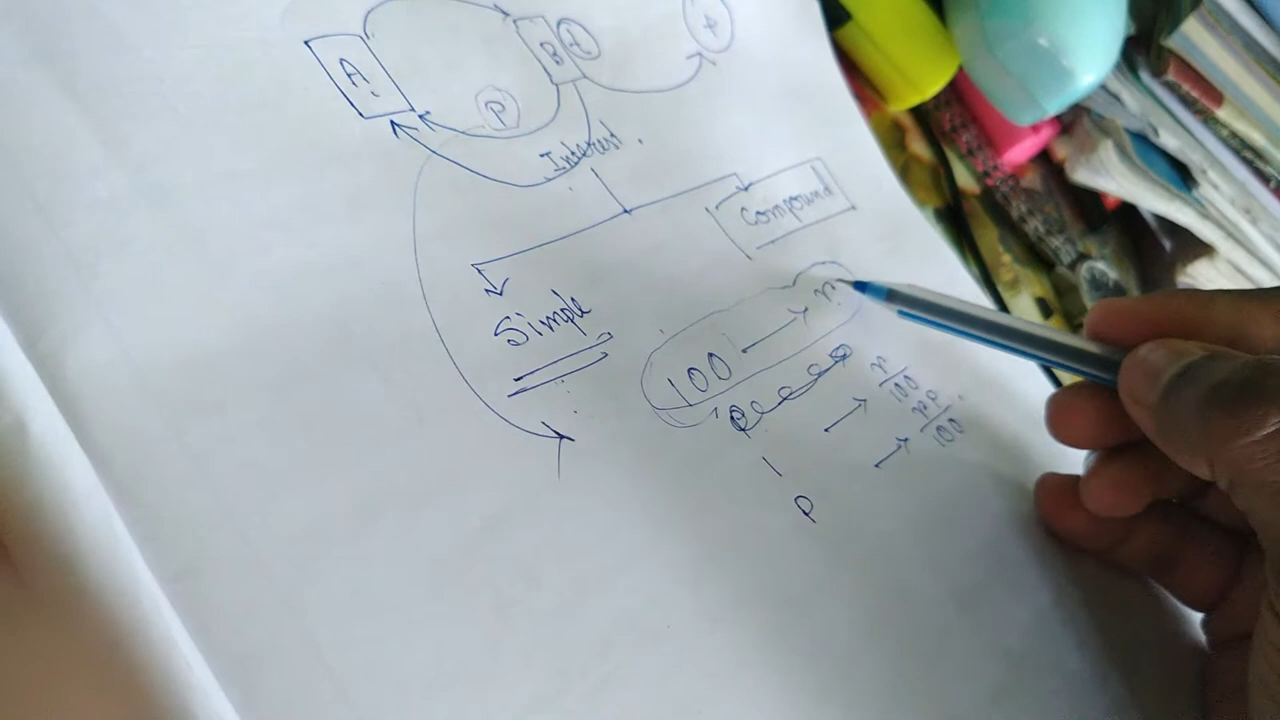 A
B
t
+
P
Interest.
Compound
Simple
100 → r
1 → r/100
P → rp/100